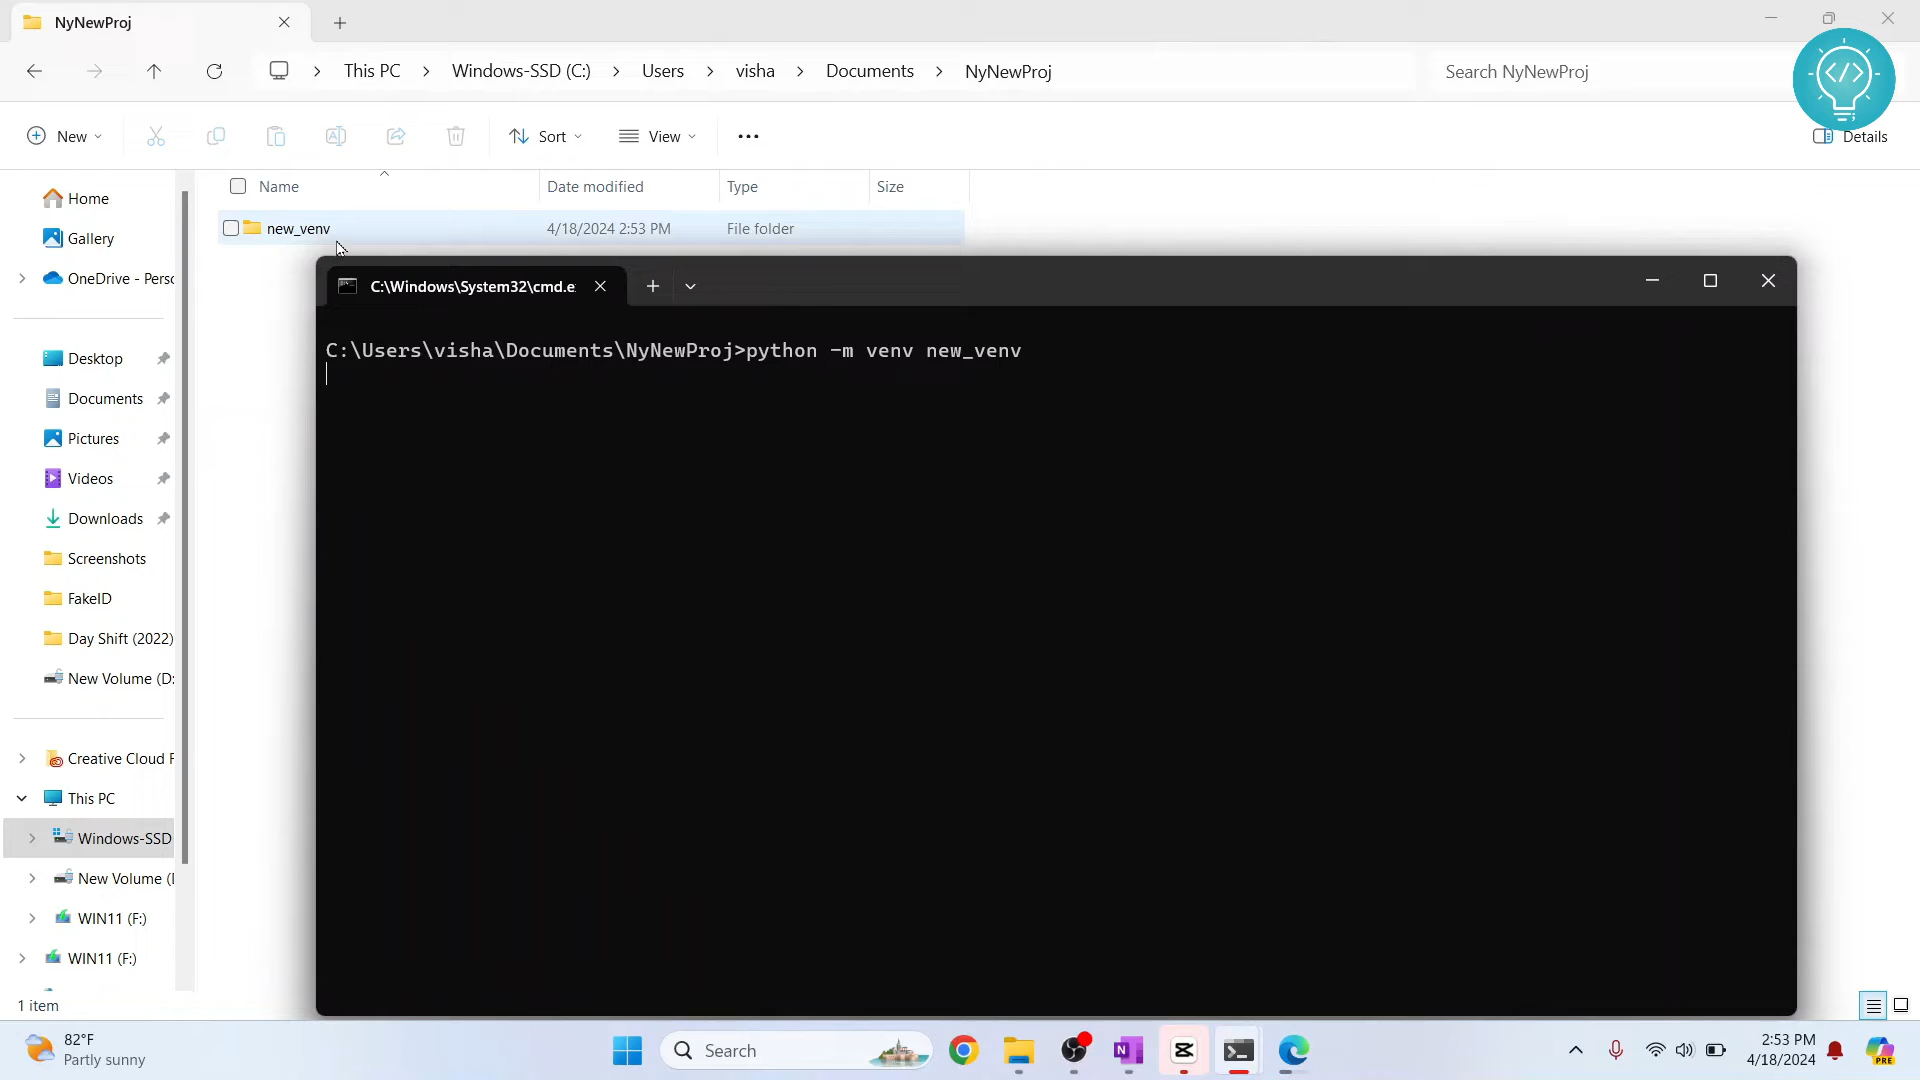 NyNewProj
This PC > Windows-SSD (C:) > Users > visha > Documents > NyNewProj
Search NyNewProj
New
Sort
View
Details
Name
Date modified
Type
Size
new_venv
4/18/2024 2:53 PM
File folder
Home
Gallery
OneDrive - Perso
Desktop
Documents
Pictures
Videos
Downloads
Screenshots
FakeID
Day Shift (2022)
New Volume (D:
Creative Cloud F
This PC
Windows-SSD
New Volume (
WIN11 (F:)
WIN11 (F:)
1 item
C:\Windows\System32\cmd.e
C:\Users\visha\Documents\NyNewProj>python -m venv new_venv
82°F
Partly sunny
Search
2:53 PM
4/18/2024
PRE